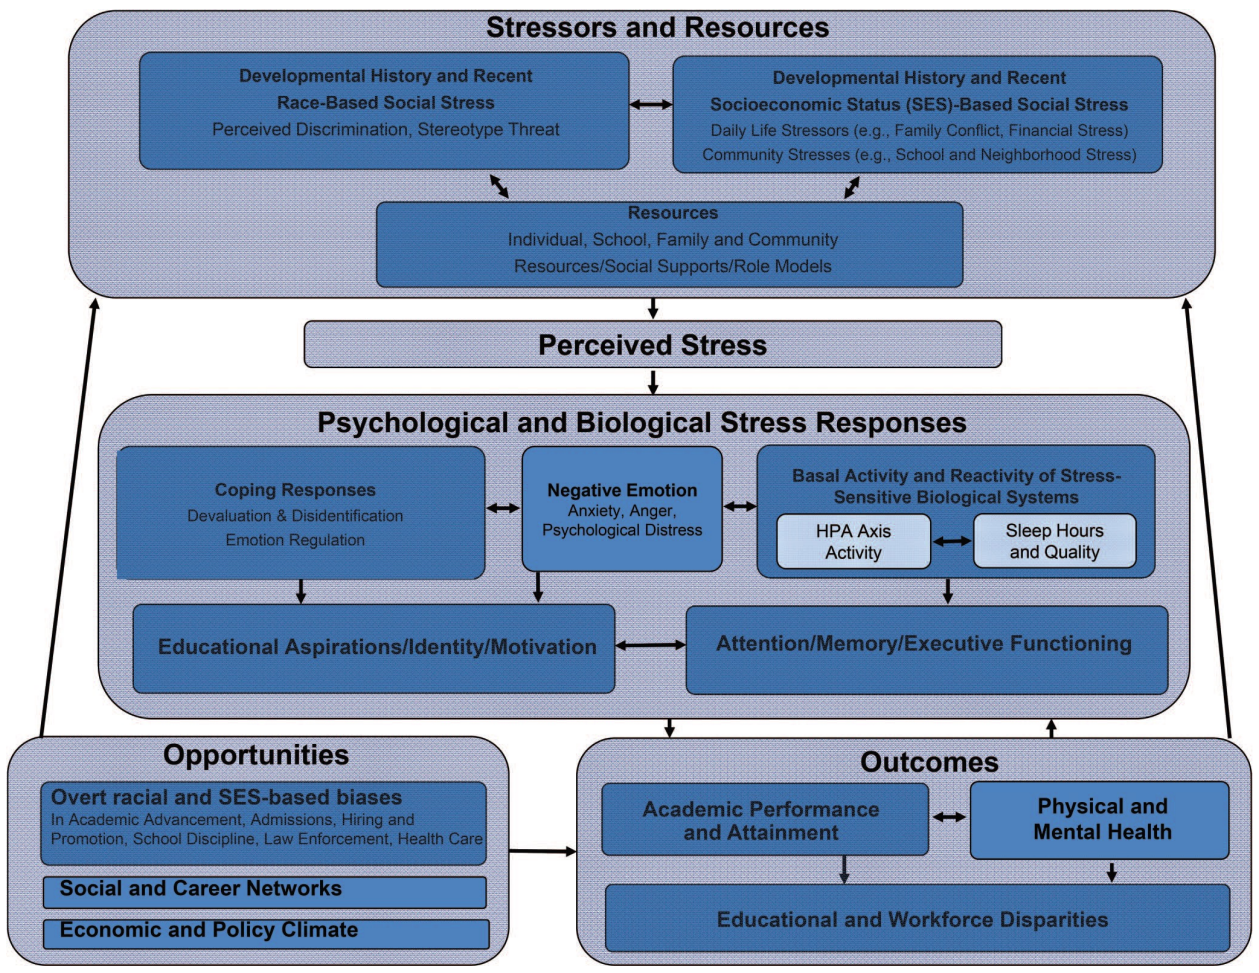 Stressors and Resources
Developmental History and Recent
Race-Based Social Stress
Perceived Discrimination, Stereotype Threat
Developmental History and Recent
Socioeconomic Status (SES)-Based Social Stress
Daily Life Stressors (e.g., Family Conflict, Financial Stress)
Community Stresses (e.g., School and Neighborhood Stress)
Resources
Individual, School, Family and Community
Resources/Social Supports/Role Models
Perceived Stress
Psychological and Biological Stress Responses
Coping Responses
Devaluation & Disidentification
Emotion Regulation
Negative Emotion
Anxiety, Anger,
Psychological Distress
Basal Activity and Reactivity of Stress-
Sensitive Biological Systems
HPA Axis
Activity
Sleep Hours
and Quality
Educational Aspirations/Identity/Motivation
Attention/Memory/Executive Functioning
Opportunities
Overt racial and SES-based biases
In Academic Advancement, Admissions, Hiring and
Promotion, School Discipline, Law Enforcement, Health Care
Social and Career Networks
Economic and Policy Climate
Outcomes
Academic Performance
and Attainment
Physical and
Mental Health
Educational and Workforce Disparities